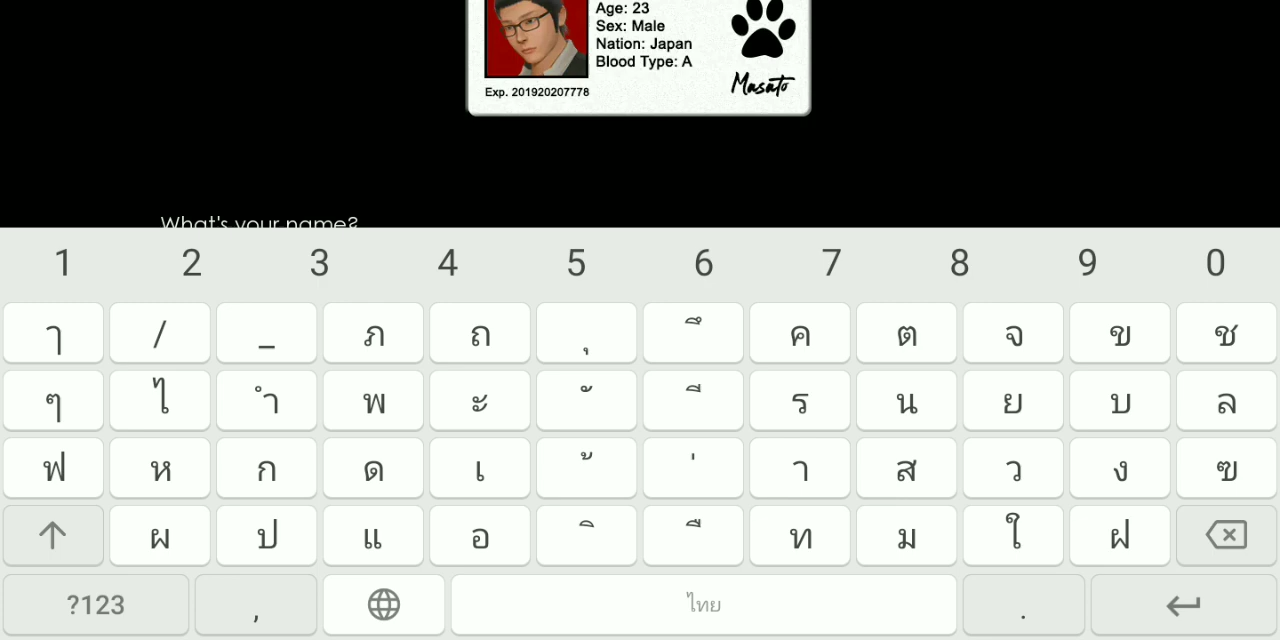 Age: 23
Sex: Male
Nation: Japan
Blood Type: A
Exp. 201920207778
Masato
What's your name?
1 2 3 4 5 6 7 8 9 0
ๅ / _ ภ ถ ุ ึ ค ต จ ข ช
ๆ ไ ำ พ ะ ั ี ร น ย บ ล
ฟ ห ก ด เ ้ ่ า ส ว ง ฃ
ผ ป แ อ ิ ื ท ม ใ ฝ
?123 , ไทย .